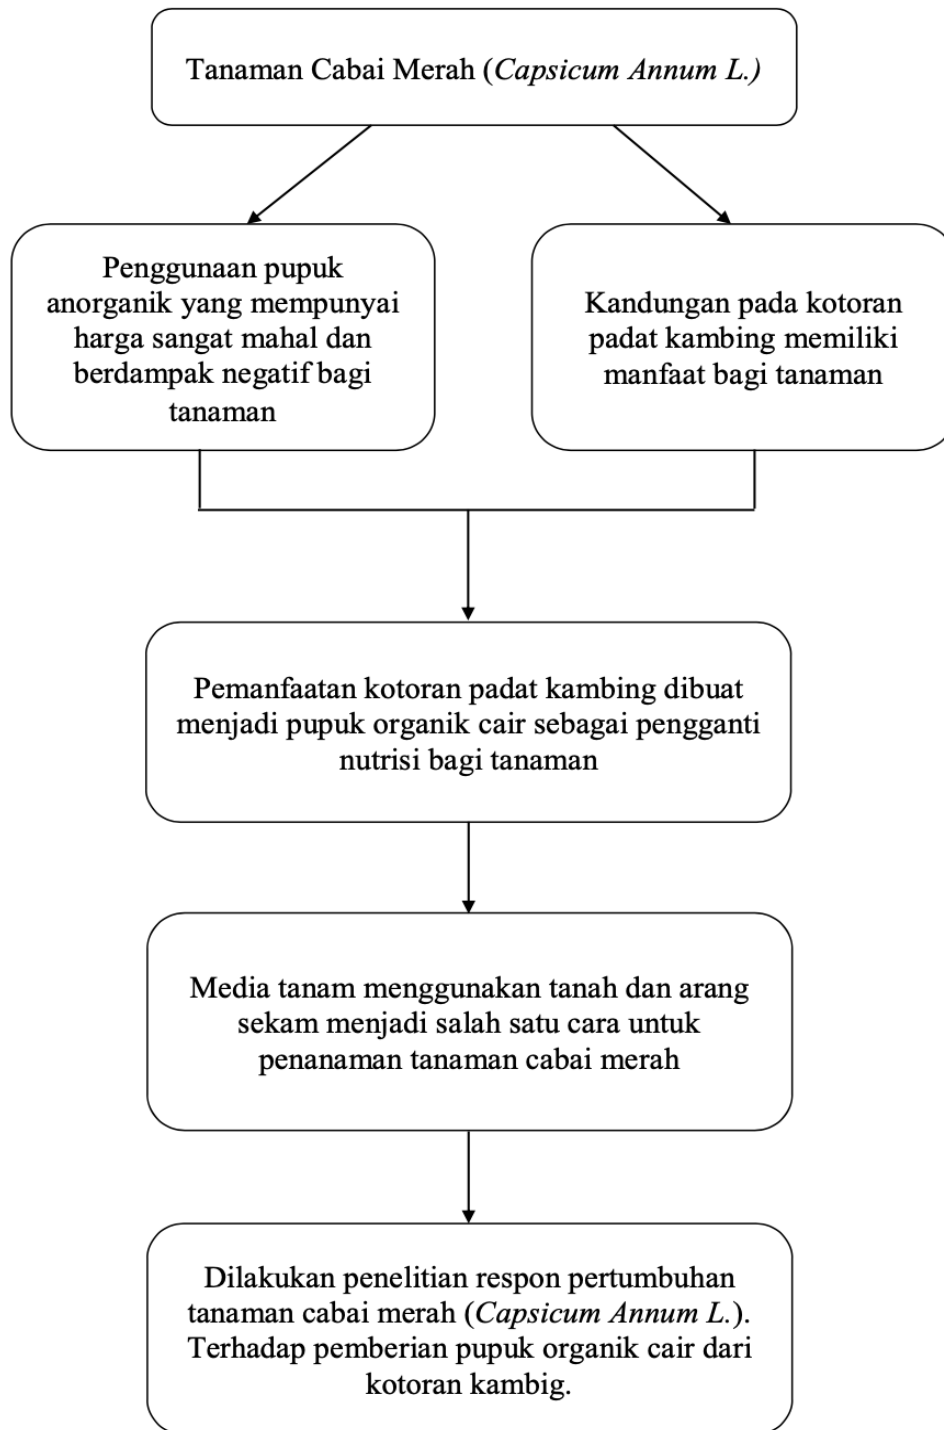 Tanaman Cabai Merah (Capsicum Annum L.)
Penggunaan pupuk
anorganik yang mempunyai
harga sangat mahal dan
berdampak negatif bagi
tanaman
Kandungan pada kotoran
padat kambing memiliki
manfaat bagi tanaman
Pemanfaatan kotoran padat kambing dibuat
menjadi pupuk organik cair sebagai pengganti
nutrisi bagi tanaman
Media tanam menggunakan tanah dan arang
sekam menjadi salah satu cara untuk
penanaman tanaman cabai merah
Dilakukan penelitian respon pertumbuhan
tanaman cabai merah (Capsicum Annum L.).
Terhadap pemberian pupuk organik cair dari
kotoran kambig.